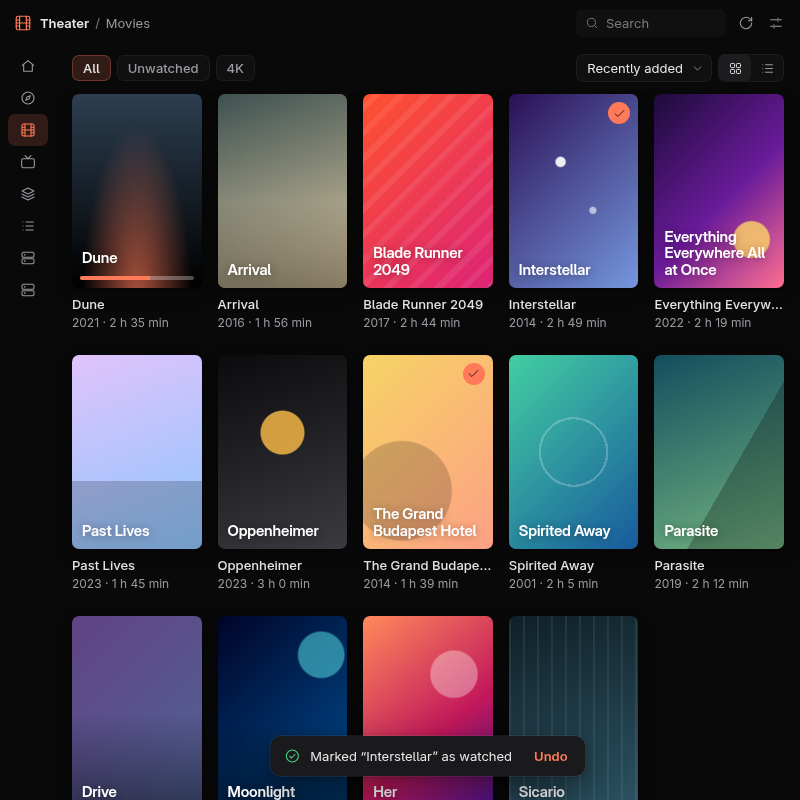 Theater / Movies
Search
All
Unwatched
4K
Recently added
Dune
Arrival
Blade Runner
2049
Interstellar
Everything
Everywhere All
at Once
Dune
2021 · 2 h 35 min
Arrival
2016 · 1 h 56 min
Blade Runner 2049
2017 · 2 h 44 min
Interstellar
2014 · 2 h 49 min
Everything Everyw...
2022 · 2 h 19 min
Past Lives
Oppenheimer
The Grand
Budapest Hotel
Spirited Away
Parasite
Past Lives
2023 · 1 h 45 min
Oppenheimer
2023 · 3 h 0 min
The Grand Budape...
2014 · 1 h 39 min
Spirited Away
2001 · 2 h 5 min
Parasite
2019 · 2 h 12 min
Drive
Moonlight
Her
Sicario
Marked “Interstellar” as watched
Undo